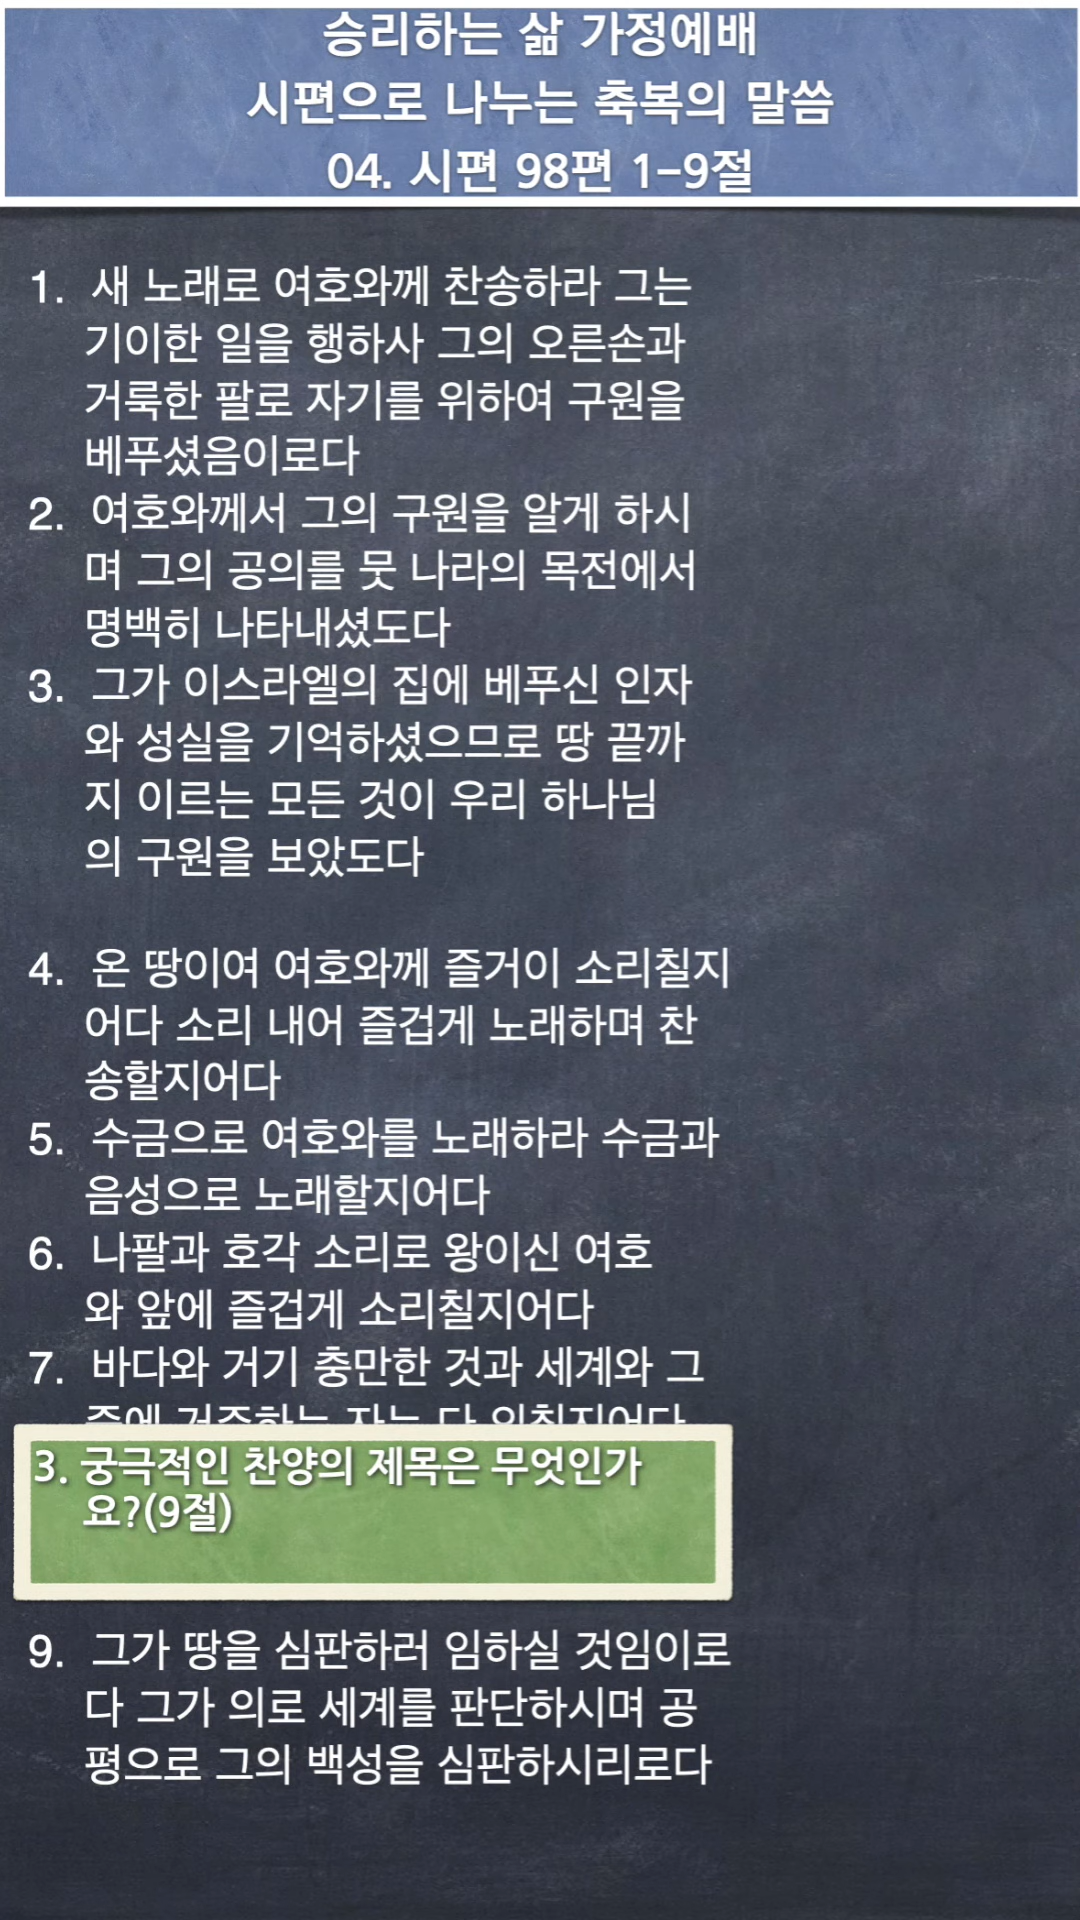 승리하는 삶 가정예배
시편으로 나누는 축복의 말씀
04. 시편 98편 1-9절
1. 새 노래로 여호와께 찬송하라 그는
기이한 일을 행하사 그의 오른손과
거룩한 팔로 자기를 위하여 구원을
베푸셨음이로다
2. 여호와께서 그의 구원을 알게 하시
며 그의 공의를 뭇 나라의 목전에서
명백히 나타내셨도다
3. 그가 이스라엘의 집에 베푸신 인자
와 성실을 기억하셨으므로 땅 끝까
지 이르는 모든 것이 우리 하나님
의 구원을 보았도다
4. 온 땅이여 여호와께 즐거이 소리칠지
어다 소리 내어 즐겁게 노래하며 찬
송할지어다
5. 수금으로 여호와를 노래하라 수금과
음성으로 노래할지어다
6. 나팔과 호각 소리로 왕이신 여호
와 앞에 즐겁게 소리칠지어다
7. 바다와 거기 충만한 것과 세계와 그
중에 거주하는 자는 다 외칠지어다
3. 궁극적인 찬양의 제목은 무엇인가
요?(9절)
9. 그가 땅을 심판하러 임하실 것임이로
다 그가 의로 세계를 판단하시며 공
평으로 그의 백성을 심판하시리로다